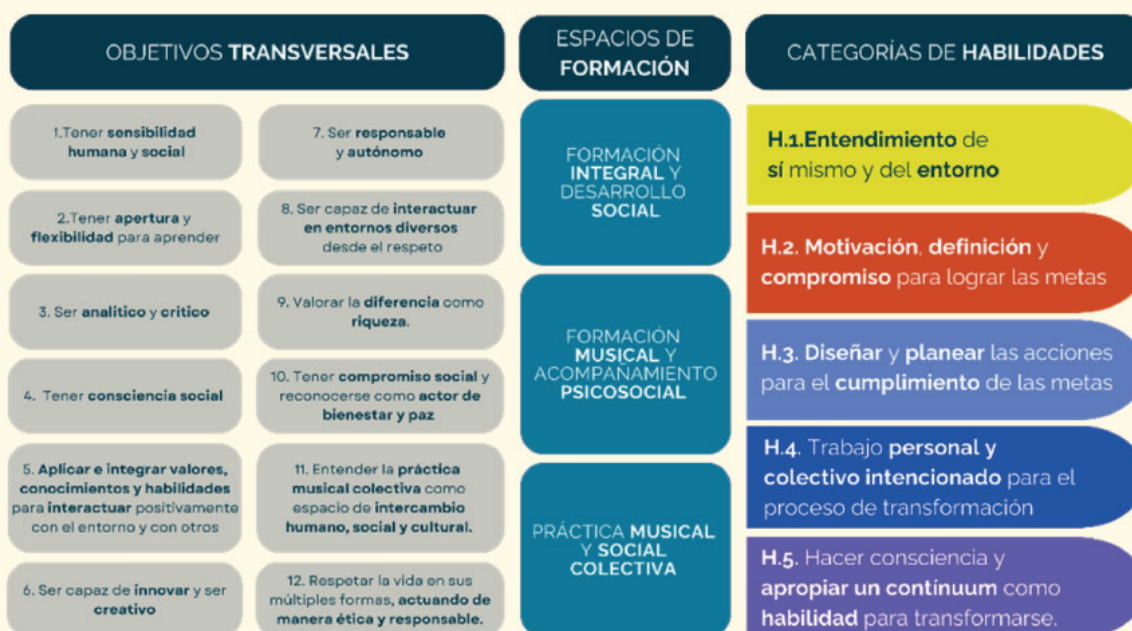 OBJETIVOS TRANSVERSALES
1.Tener sensibilidad
humana y social
2.Tener apertura y
flexibilidad para aprender
3. Ser analitico y critico
4. Tener consciencia social
5. Aplicar e integrar valores,
conocimientos y habilidades
para interactuar positivamente
con el entorno y con otros
6. Ser capaz de innovar y ser
creativo
7. Ser responsable
y autónomo
8. Ser capaz de interactuar
en entornos diversos
desde el respeto
9. Valorar la diferencia como
riqueza.
10. Tener compromiso social y
reconocerse como actor de
bienestar y paz
11. Entender la práctica
musical colectiva como
espacio de intercambio
humano, social y cultural.
12. Respetar la vida en sus
múltiples formas, actuando de
manera ética y responsable.
ESPACIOS DE
FORMACIÓN
FORMACIÓN
INTEGRAL Y
DESARROLLO
SOCIAL
FORMACIÓN
MUSICAL Y
ACOMPAÑAMIENTO
PSICOSOCIAL
PRÁCTICA MUSICAL
Y SOCIAL
COLECTIVA
CATEGORÍAS DE HABILIDADES
H.1.Entendimiento de
sí mismo y del entorno
H.2. Motivación, definición y
compromiso para lograr las metas
H.3. Diseñar y planear las acciones
para el cumplimiento de las metas
H.4. Trabajo personal y
colectivo intencionado para el
proceso de transformación
H.5. Hacer consciencia y
apropiar un contínuum como
habilidad para transformarse.